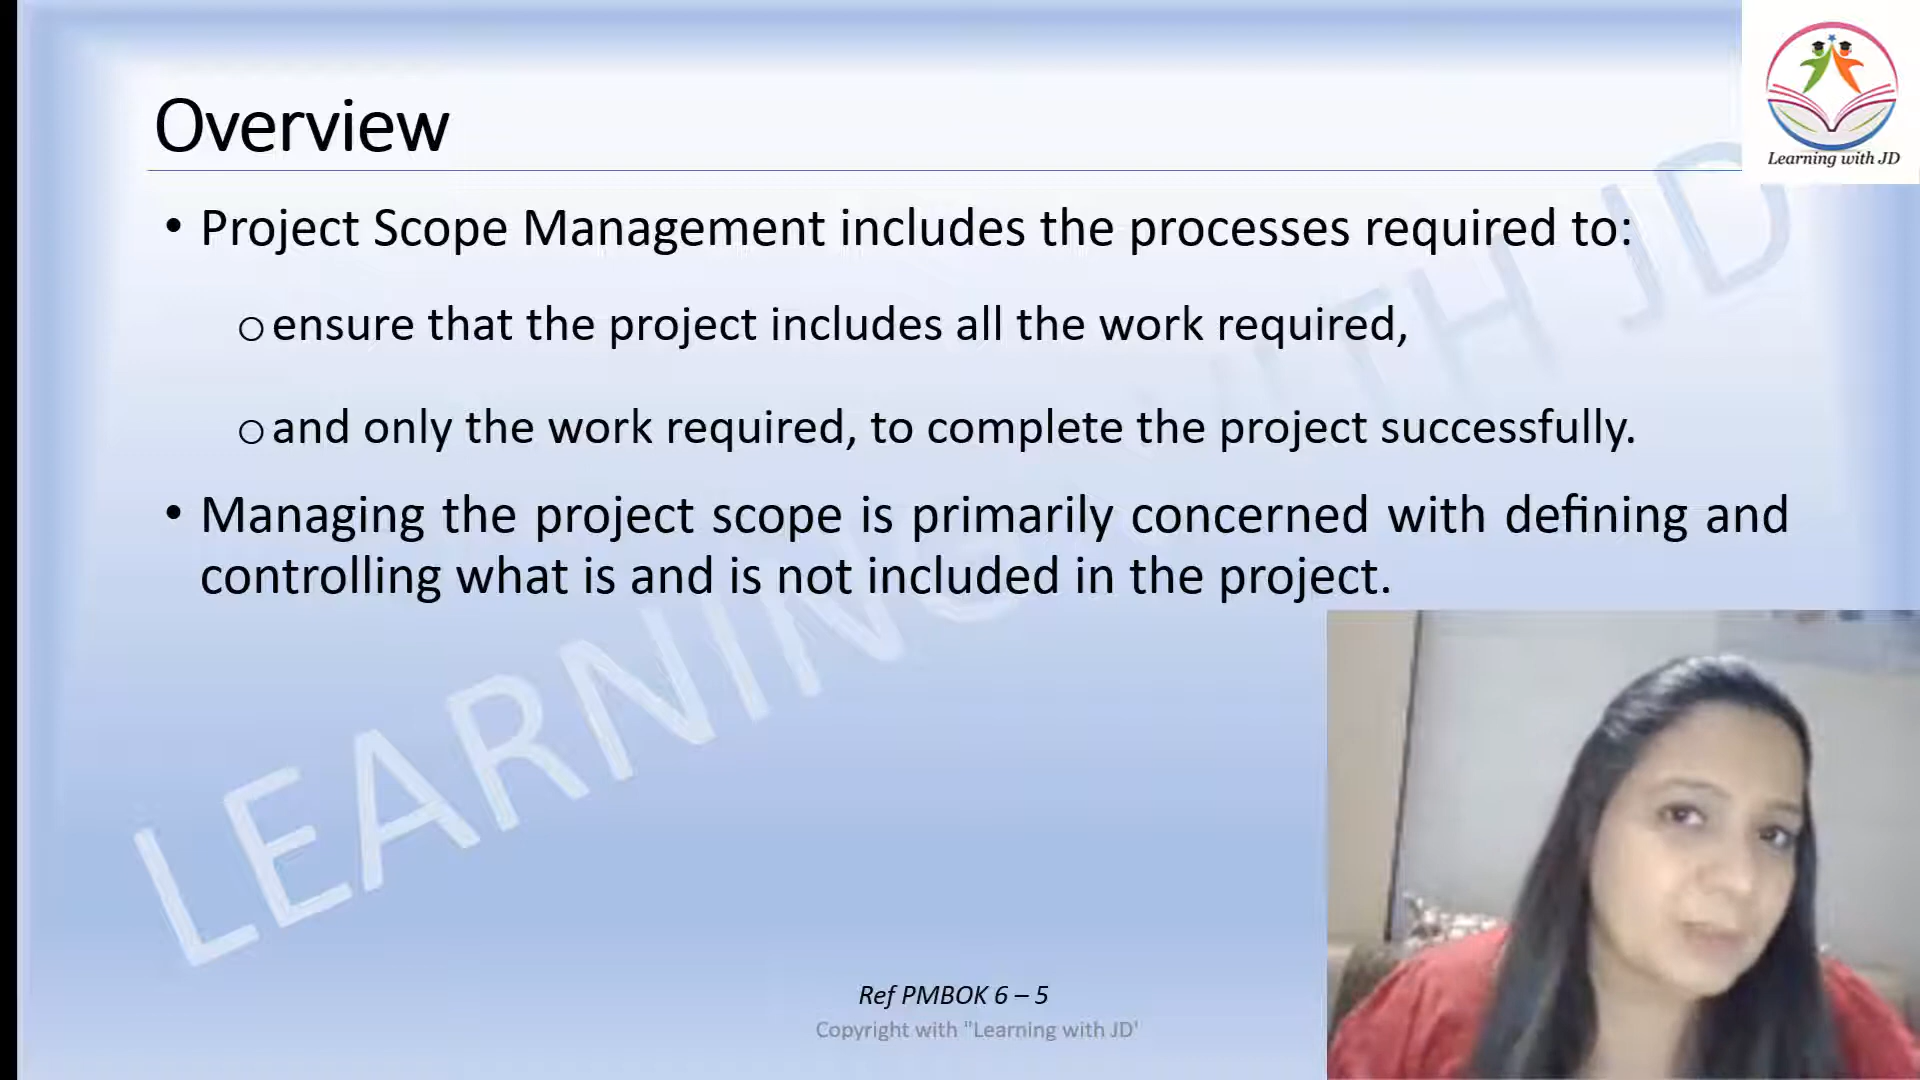 Learning with JD
Overview
• Project Scope Management includes the processes required to:
o ensure that the project includes all the work required,
o and only the work required, to complete the project successfully.
• Managing the project scope is primarily concerned with defining and
controlling what is and is not included in the project.
LEARNING WITH JD
Ref PMBOK 6 – 5
Copyright with "Learning with JD'